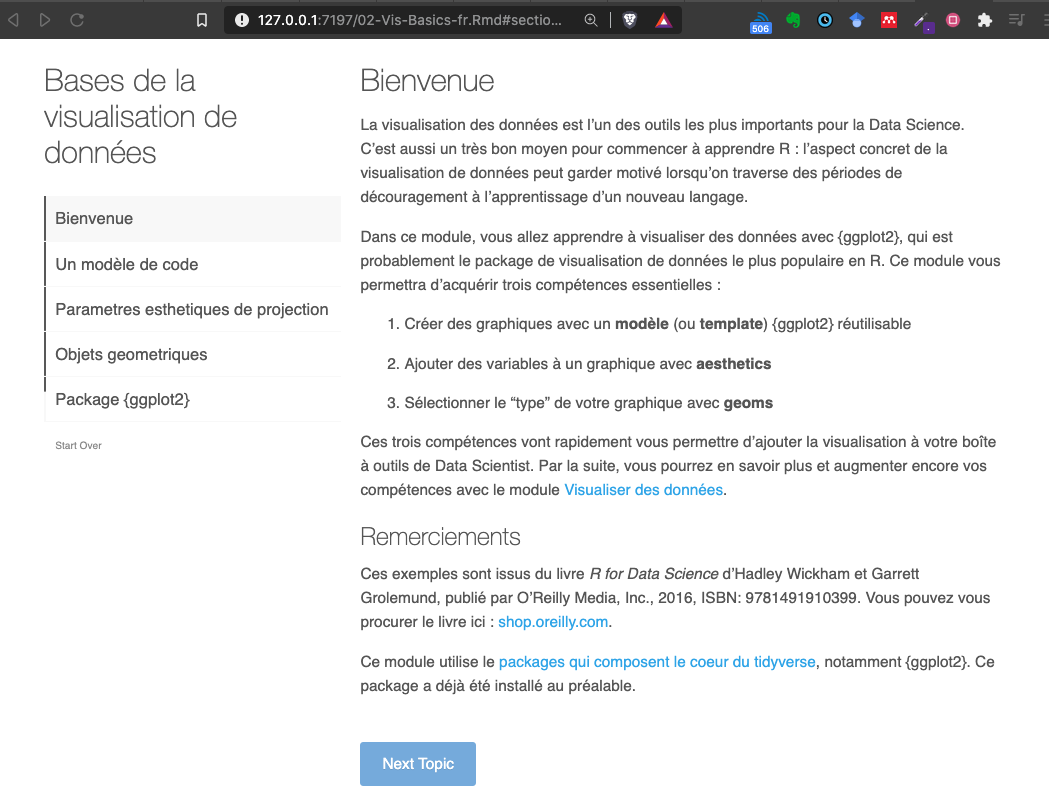 127.0.0.1:7197/02-Vis-Basics-fr.Rmd#sectio...
506
Bases de la
visualisation de
données
Bienvenue
Un modèle de code
Parametres esthetiques de projection
Objets geometriques
Package {ggplot2}
Start Over
Bienvenue
La visualisation des données est l’un des outils les plus importants pour la Data Science.
C’est aussi un très bon moyen pour commencer à apprendre R : l’aspect concret de la
visualisation de données peut garder motivé lorsqu’on traverse des périodes de
découragement à l’apprentissage d’un nouveau langage.
Dans ce module, vous allez apprendre à visualiser des données avec {ggplot2}, qui est
probablement le package de visualisation de données le plus populaire en R. Ce module vous
permettra d’acquérir trois compétences essentielles :
1. Créer des graphiques avec un modèle (ou template) {ggplot2} réutilisable
2. Ajouter des variables à un graphique avec aesthetics
3. Sélectionner le “type” de votre graphique avec geoms
Ces trois compétences vont rapidement vous permettre d’ajouter la visualisation à votre boîte
à outils de Data Scientist. Par la suite, vous pourrez en savoir plus et augmenter encore vos
compétences avec le module Visualiser des données.
Remerciements
Ces exemples sont issus du livre R for Data Science d’Hadley Wickham et Garrett
Grolemund, publié par O’Reilly Media, Inc., 2016, ISBN: 9781491910399. Vous pouvez vous
procurer le livre ici : shop.oreilly.com.
Ce module utilise le packages qui composent le coeur du tidyverse, notamment {ggplot2}. Ce
package a déjà été installé au préalable.
Next Topic